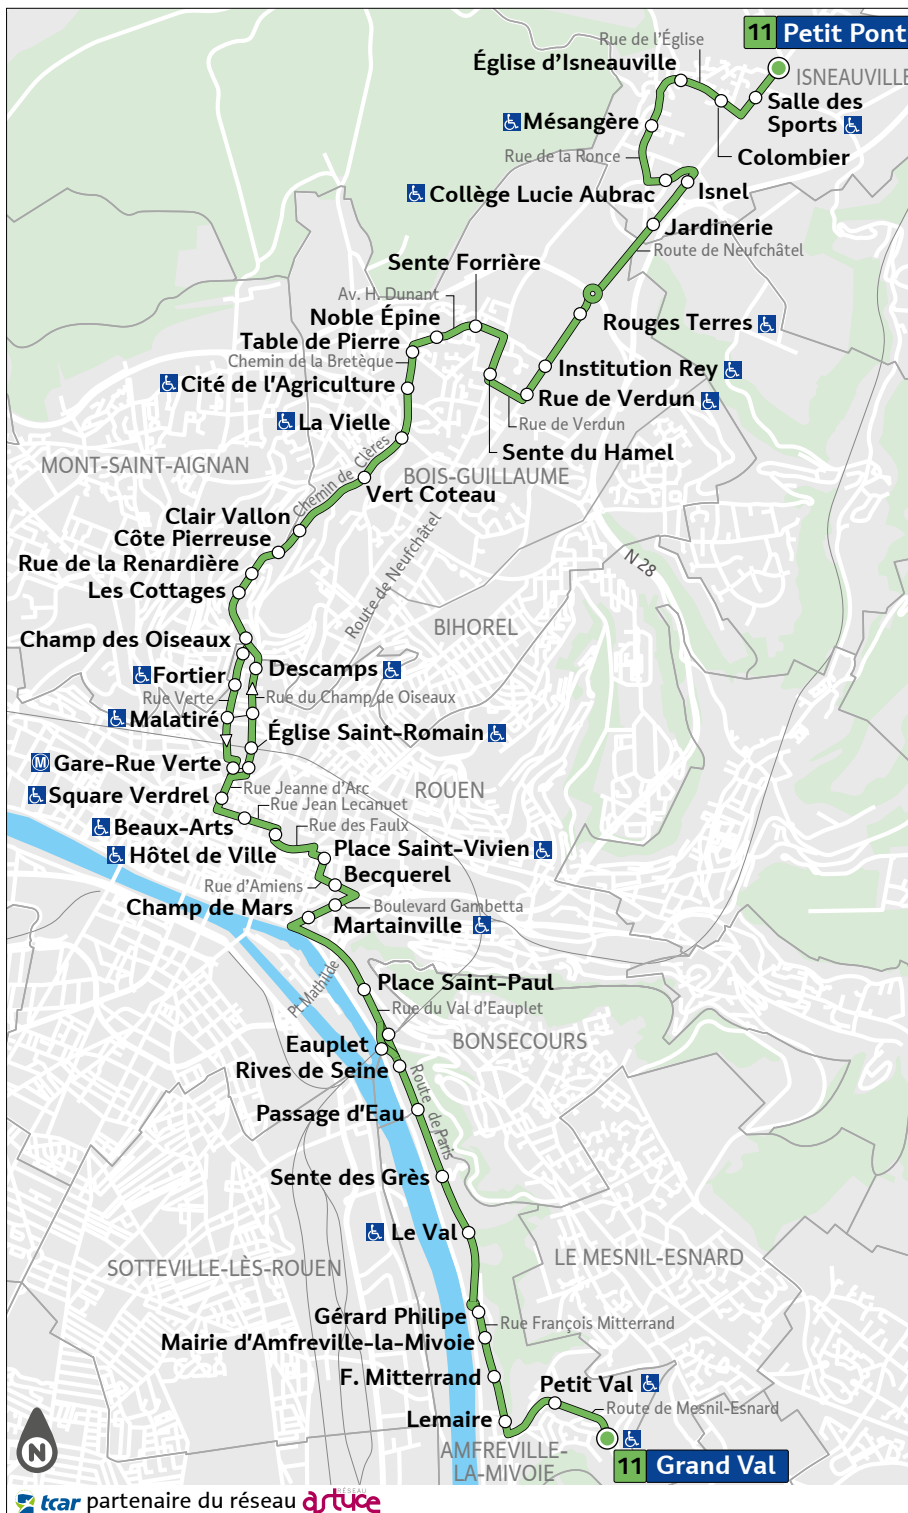 11 Petit Pont
Rue de l'Église
Église d'Isneauville
ISNEAUVILLE
Salle des
Sports
Mésangère
Colombier
Rue de la Ronce
Collège Lucie Aubrac
Isnel
Jardinerie
Route de Neufchâtel
Sente Forrière
Av. H. Dunant
Noble Épine
Rouges Terres
Table de Pierre
Chemin de la Bretèque
Institution Rey
Cité de l'Agriculture
Rue de Verdun
La Vielle
Rue de Verdun
Chemin de Clères
Sente du Hamel
MONT-SAINT-AIGNAN
BOIS-GUILLAUME
Vert Coteau
Clair Vallon
Côte Pierreuse
Route de Neufchâtel
N 28
Rue de la Renardière
Les Cottages
BIHOREL
Champ des Oiseaux
Descamps
Fortier
Rue Verte
Rue du Champ de Oiseaux
Malatiré
Église Saint-Romain
M Gare-Rue Verte
Rue Jeanne d'Arc
ROUEN
Square Verdrel
Rue Jean Lecanuet
Beaux-Arts
Rue des Faulx
Hôtel de Ville
Place Saint-Vivien
Becquerel
Rue d'Amiens
Champ de Mars
Boulevard Gambetta
Martainville
Pt Mathilde
Place Saint-Paul
Rue du Val d'Eauplet
Eauplet
BONSECOURS
Rives de Seine
Route de Paris
Passage d'Eau
Sente des Grès
Le Val
LE MESNIL-ESNARD
SOTTEVILLE-LÈS-ROUEN
Gérard Philipe
Rue François Mitterrand
Mairie d'Amfreville-la-Mivoie
F. Mitterrand
Petit Val
Route de Mesnil-Esnard
Lemaire
AMFREVILLE-
LA-MIVOIE
11 Grand Val
N
tcar partenaire du réseau RÉSEAU astuce